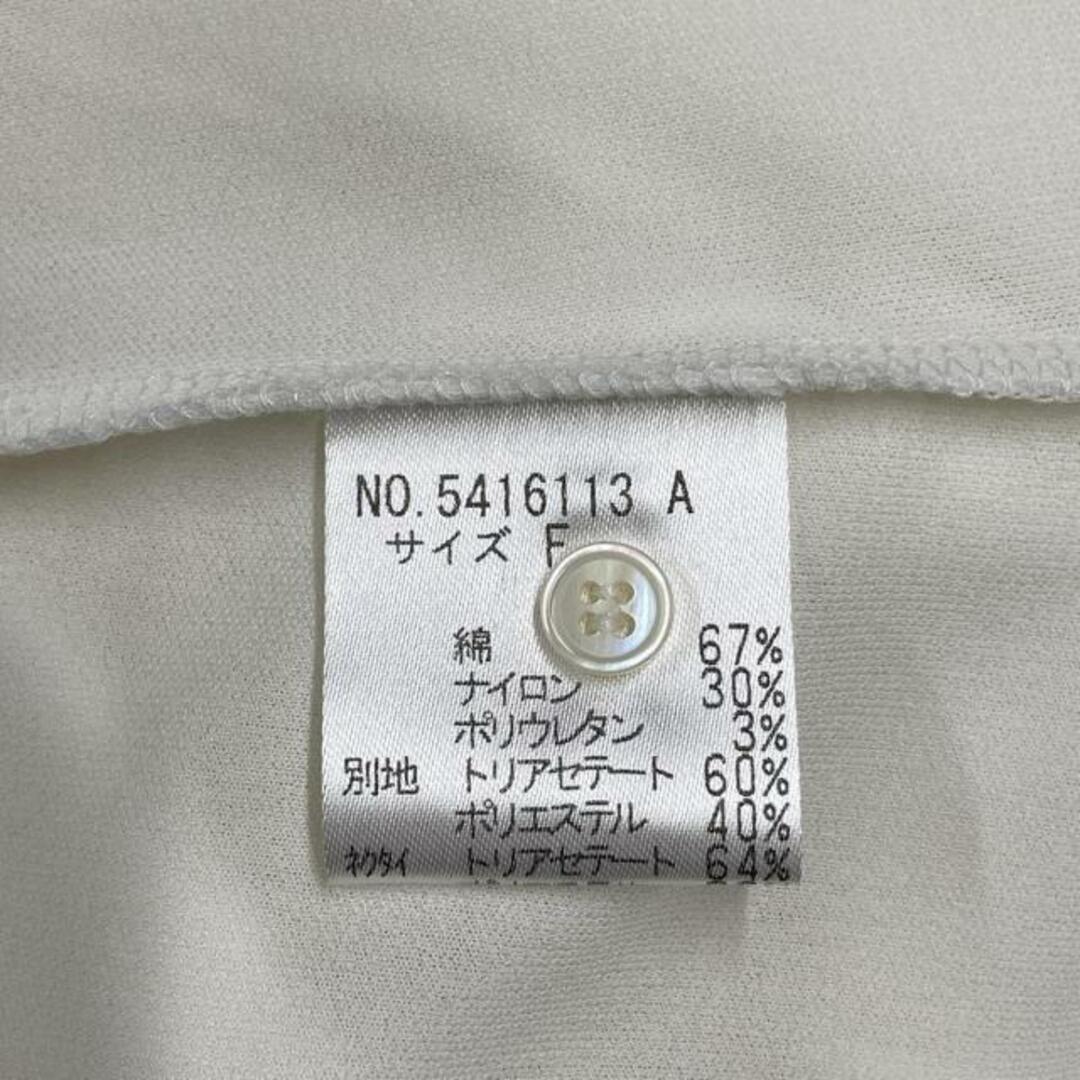 NO.5416113 A
サイズ F
綿 67%
ナイロン 30%
ポリウレタン 3%
別地 トリアセテート 60%
ポリエステル 40%
ネクタイ トリアセテート 64%